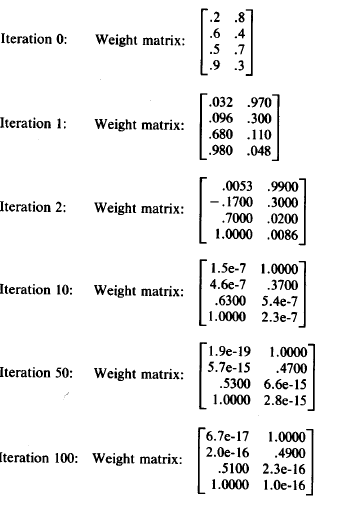 .2 .8
Iteration 0: Weight matrix: .6 .4
.5 .7
.9 .3
.032 .970
Iteration 1: Weight matrix: .096 .300
.680 .110
.980 .048
.0053 .9900
Iteration 2: Weight matrix: -.1700 .3000
.7000 .0200
1.0000 .0086
1.5e-7 1.0000
Iteration 10: Weight matrix: 4.6e-7 .3700
.6300 5.4e-7
1.0000 2.3e-7
1.9e-19 1.0000
Iteration 50: Weight matrix: 5.7e-15 .4700
.5300 6.6e-15
1.0000 2.8e-15
6.7e-17 1.0000
Iteration 100: Weight matrix: 2.0e-16 .4900
.5100 2.3e-16
1.0000 1.0e-16